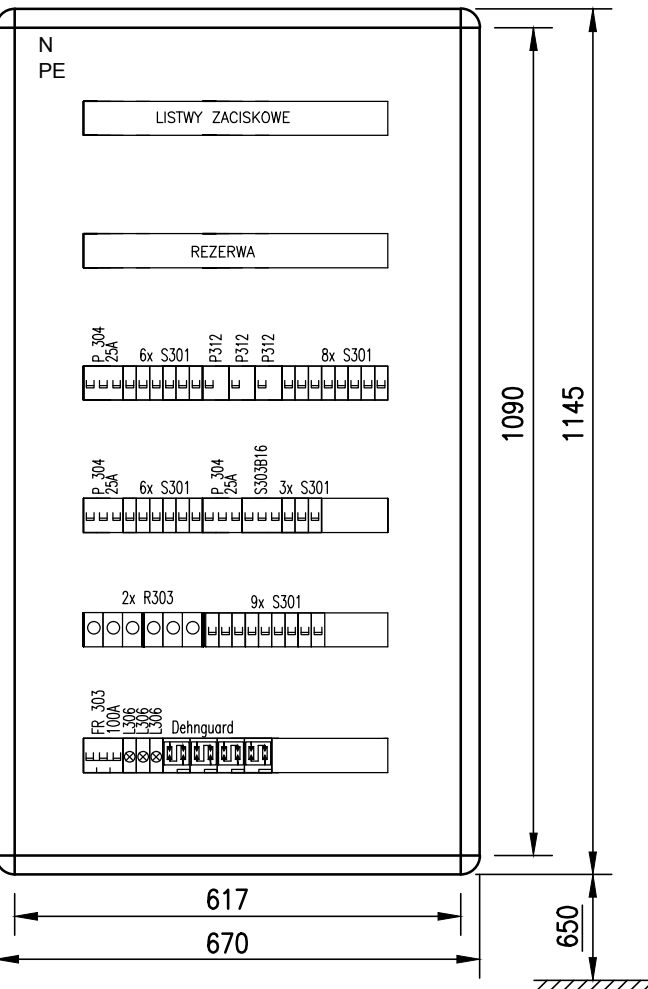 N
PE
LISTWY ZACISKOWE
REZERWA
P 304
25A
6x S301
P312
P312
P312
8x S301
P 304
25A
6x S301
P 304
25A
S303B16
3x S301
2x R303
9x S301
FR 303
100A
L306
L306
L306
Dehnguard
1090
1145
617
670
650